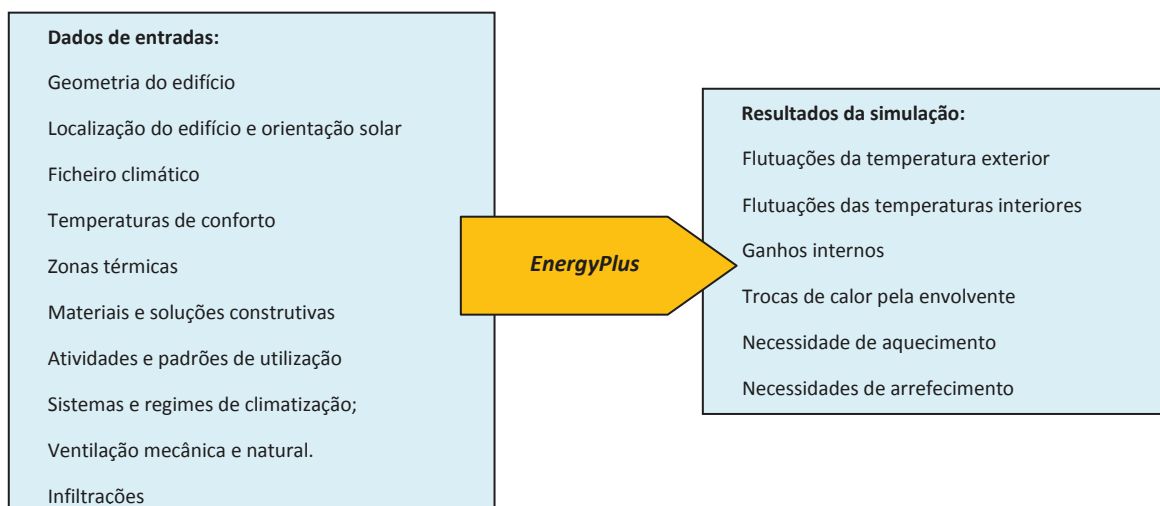 Dados de entradas:
Geometria do edifício
Localização do edifício e orientação solar
Ficheiro climático
Temperaturas de conforto
Zonas térmicas
Materiais e soluções construtivas
Atividades e padrões de utilização
Sistemas e regimes de climatização;
Ventilação mecânica e natural.
Infiltrações
EnergyPlus
Resultados da simulação:
Flutuações da temperatura exterior
Flutuações das temperaturas interiores
Ganhos internos
Trocas de calor pela envolvente
Necessidade de aquecimento
Necessidades de arrefecimento